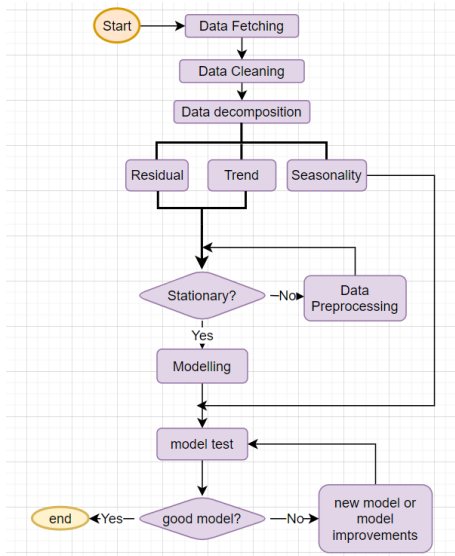 Start
Data Fetching
Data Cleaning
Data decomposition
Residual
Trend
Seasonality
Stationary?
No
Data
Preprocessing
Yes
Modelling
model test
end
Yes
good model?
No
new model or
model
improvements